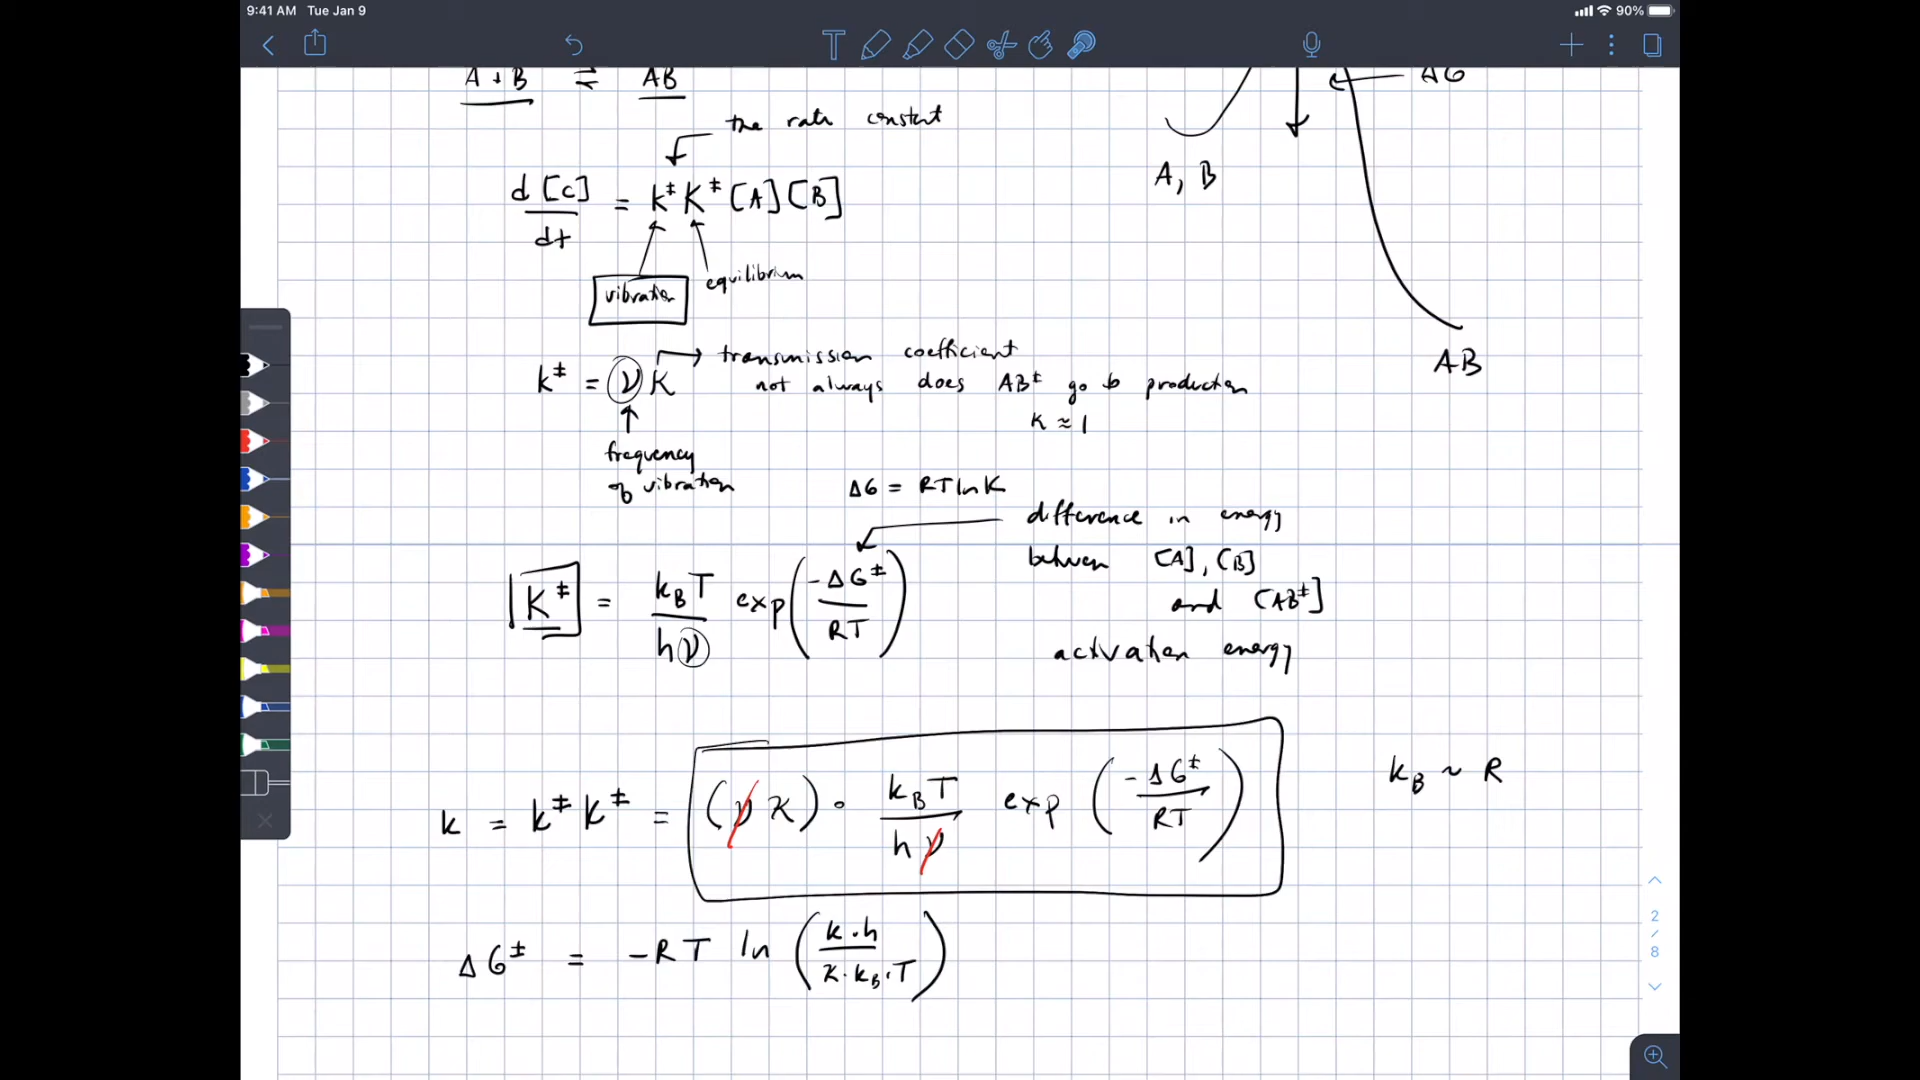 9:41 AM Tue Jan 9
90%
A + B ⇌ AB
ΔG
the rate constant
A, B
d[C]/dt = k‡ K‡ [A][B]
vibration
equilibrium
AB
k‡ = ν κ
transmission coefficient
not always does AB‡ go to production
κ ≈ 1
frequency
of vibration
ΔG = RT ln K
difference in energy
between [A], [B]
and [AB‡]
K‡ = kBT/hν exp(-ΔG‡/RT)
activation energy
kB ~ R
k = k‡ K‡ = (ν κ) · kBT/hν exp(-ΔG‡/RT)
ΔG‡ = -RT ln(k·h/κ·kB·T)
2
/
8